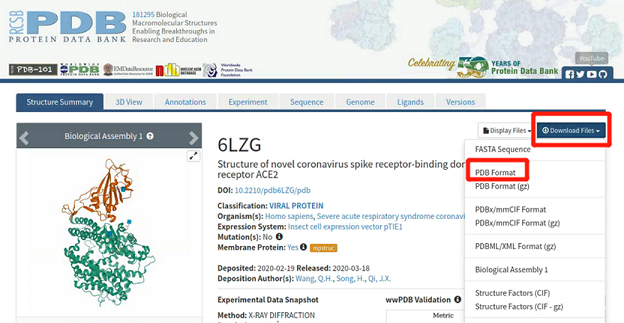 RCSB
PDB
PROTEIN DATA BANK
181295 Biological
Macromolecular Structures
Enabling Breakthroughs in
Research and Education
PDB-101
PDB
EMDataResource
NUCLEIC ACID DATABASE
Worldwide
Protein Data Bank
Foundation
Celebrating 50 YEARS OF
Protein Data Bank
YouTube
Structure Summary
3D View
Annotations
Experiment
Sequence
Genome
Ligands
Versions
Biological Assembly 1
6LZG
Structure of novel coronavirus spike receptor-binding
receptor ACE2
DOI: 10.2210/pdb6LZG/pdb
Classification: VIRAL PROTEIN
Organism(s): Homo sapiens, Severe acute respiratory syndrome
Expression System: Insect cell expression vector pTIE1
Mutation(s): No
Membrane Protein: Yes mpstruc
Deposited: 2020-02-19 Released: 2020-03-18
Deposition Author(s): Wang, Q.H., Song, H., Qi, J.X.
Experimental Data Snapshot
Method: X-RAY DIFFRACTION
wwPDB Validation
Metric
Display Files
Download Files
FASTA Sequence
PDB Format
PDB Format (gz)
PDBx/mmCIF Format
PDBx/mmCIF Format (gz)
PDBML/XML Format (gz)
Biological Assembly 1
Structure Factors (CIF)
Structure Factors (CIF - gz)